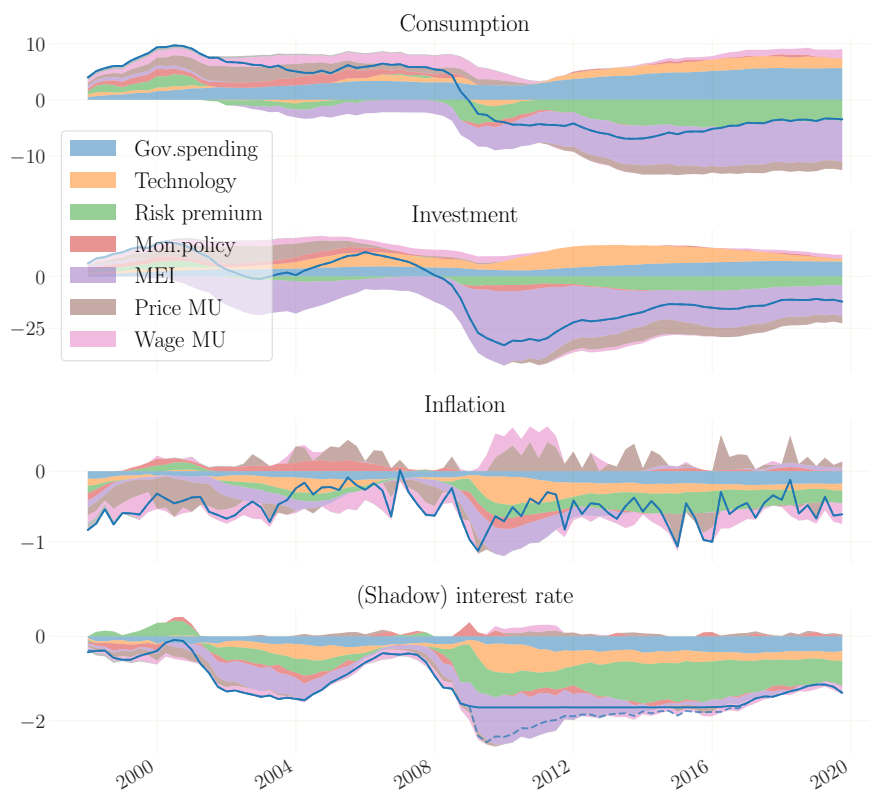 Consumption
10
0
−10
Gov.spending
Technology
Risk premium
Mon.policy
MEI
Price MU
Wage MU
Investment
0
−25
Inflation
0
−1
(Shadow) interest rate
0
−2
2000
2004
2008
2012
2016
2020